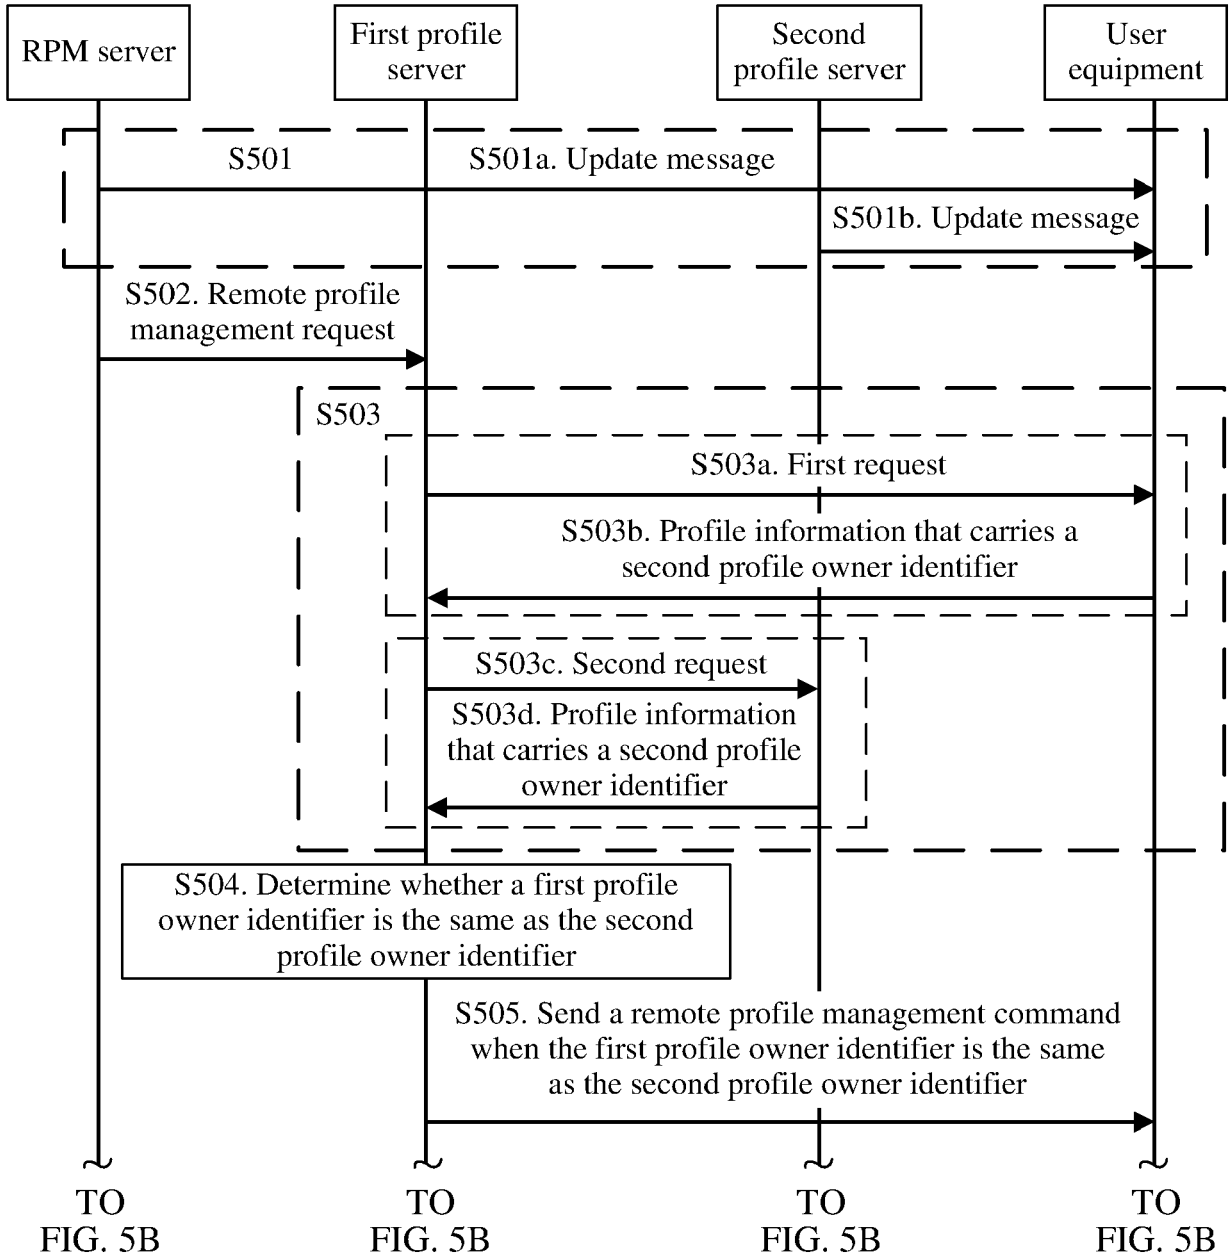 RPM server
First profile
server
Second
profile server
User
equipment
S501
S501a. Update message
S501b. Update message
S502. Remote profile
management request
S503
S503a. First request
S503b. Profile information that carries a
second profile owner identifier
S503c. Second request
S503d. Profile information
that carries a second profile
owner identifier
S504. Determine whether a first profile
owner identifier is the same as the second
profile owner identifier
S505. Send a remote profile management command
when the first profile owner identifier is the same
as the second profile owner identifier
TO
FIG. 5B
TO
FIG. 5B
TO
FIG. 5B
TO
FIG. 5B